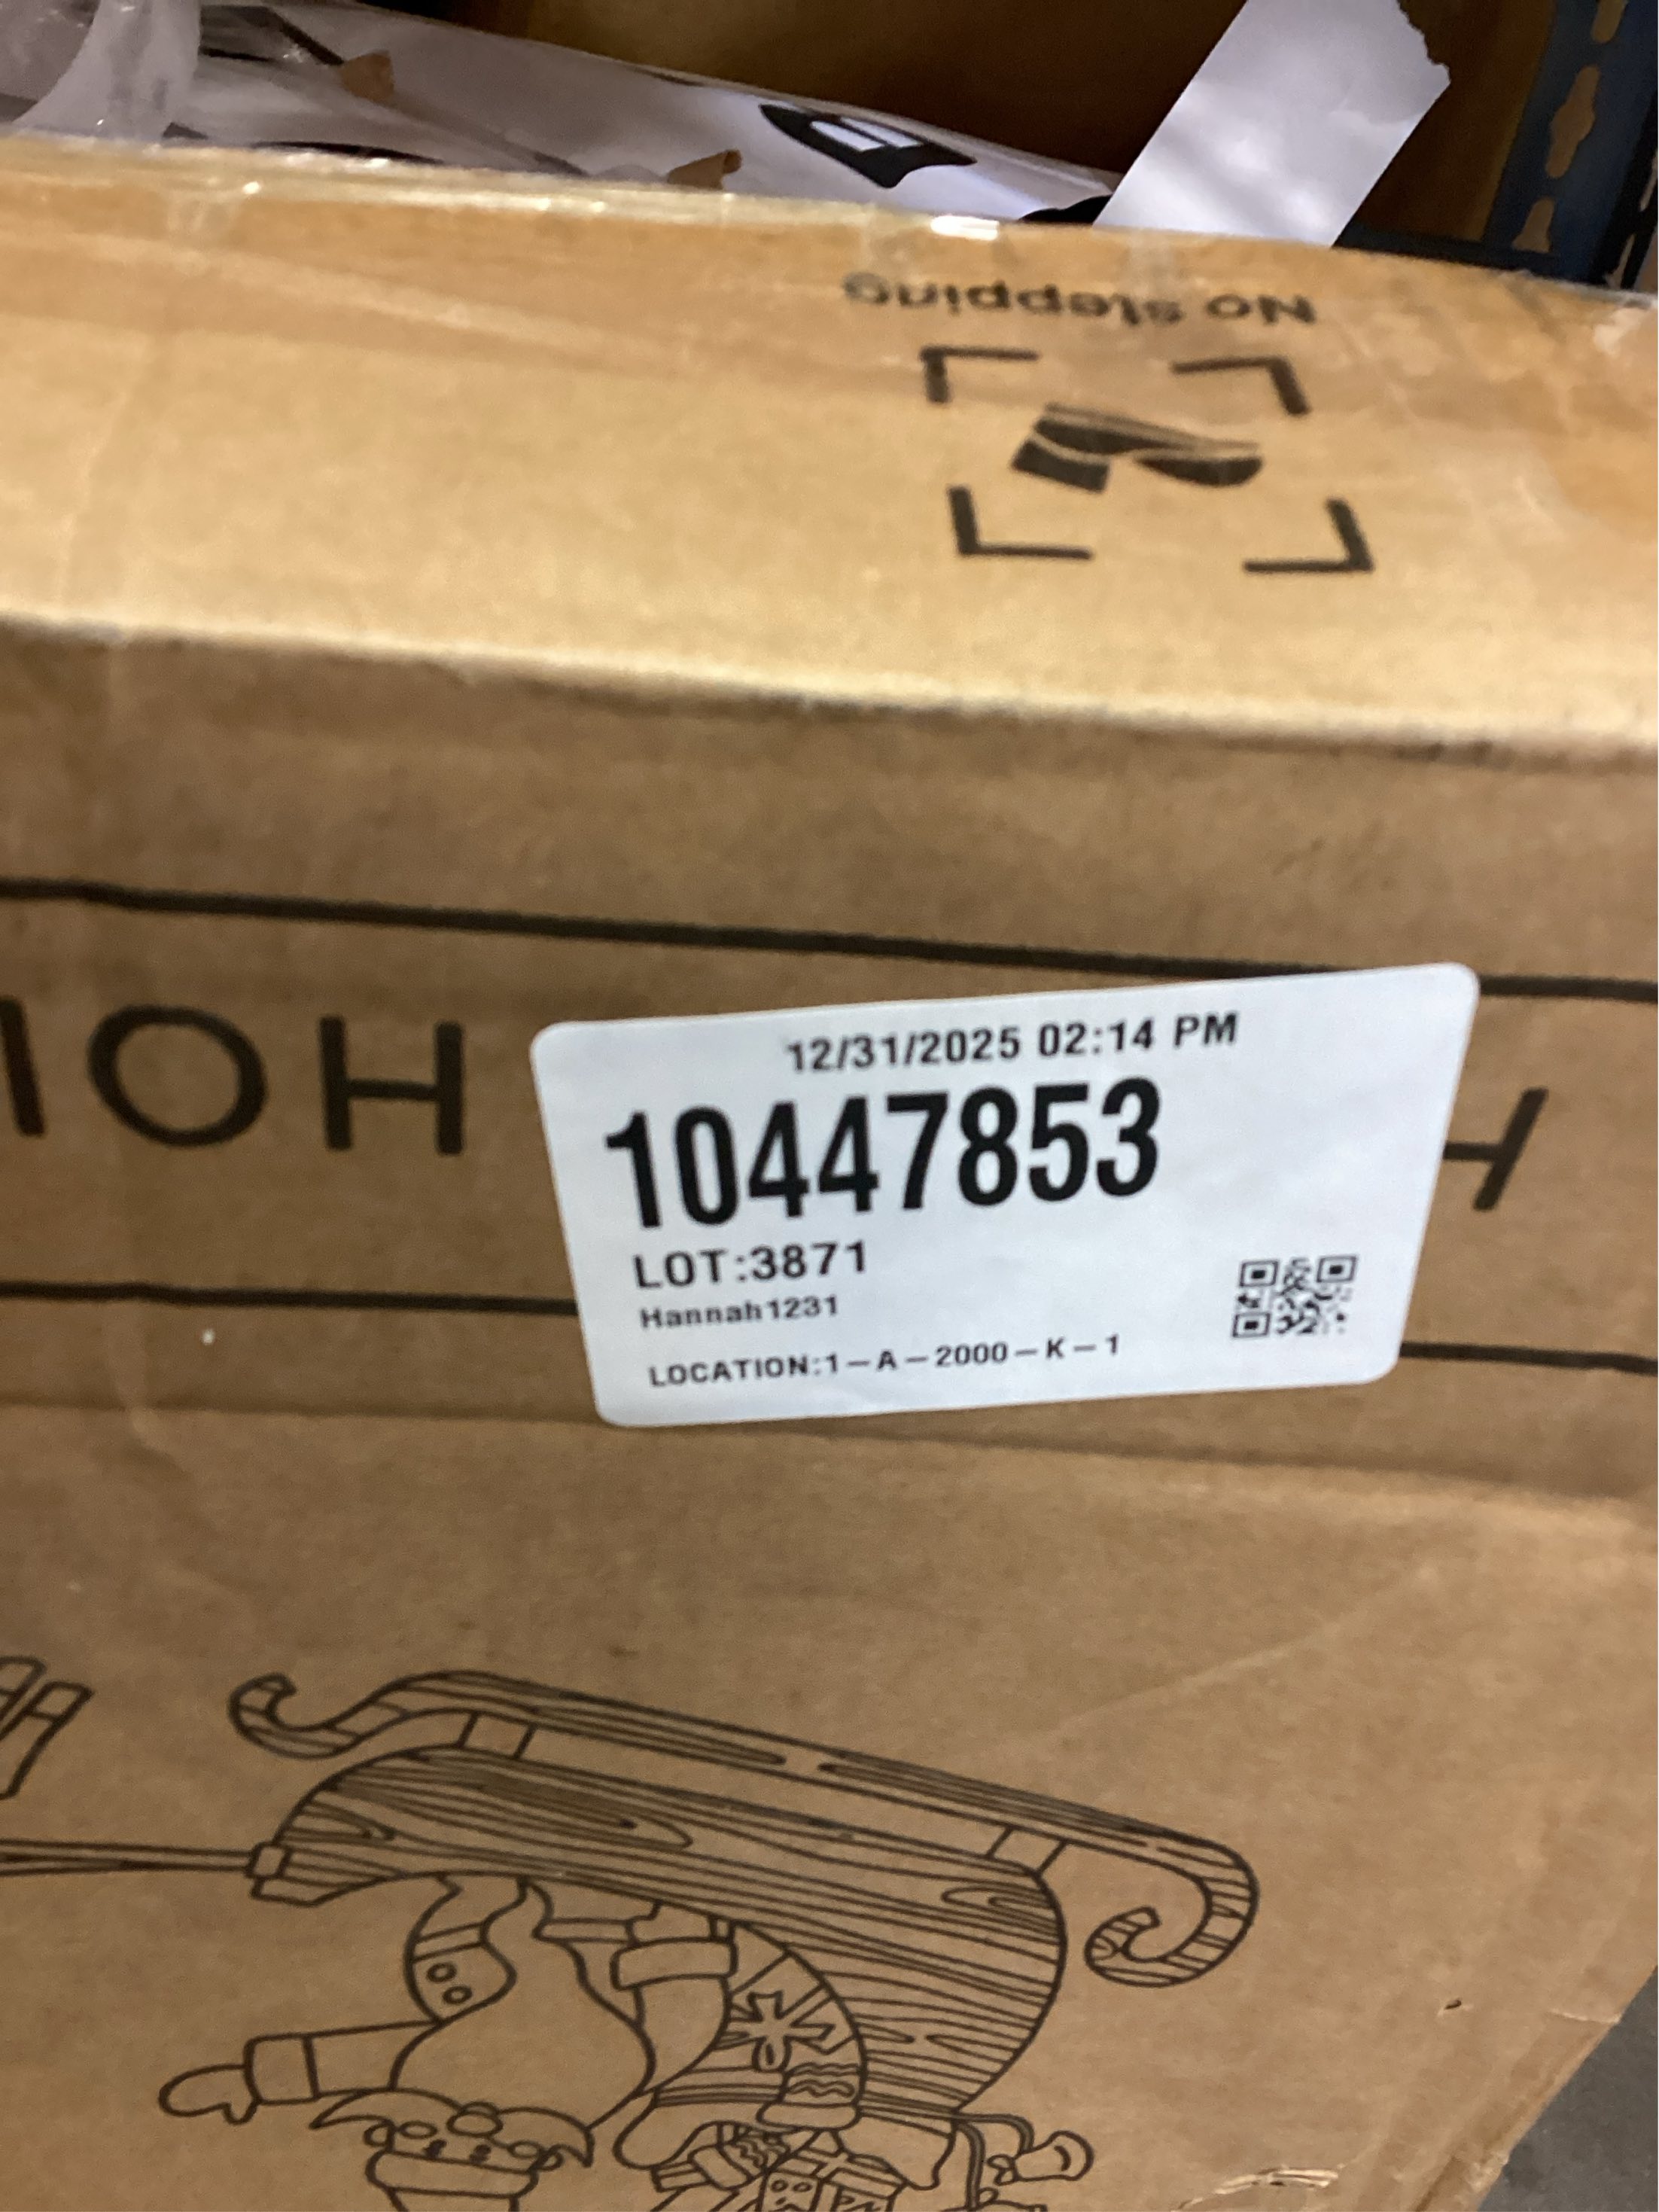 No stepping
12/31/2025 02:14 PM
10447853
LOT:3871
Hannah1231
LOCATION:1-A-2000-K-1